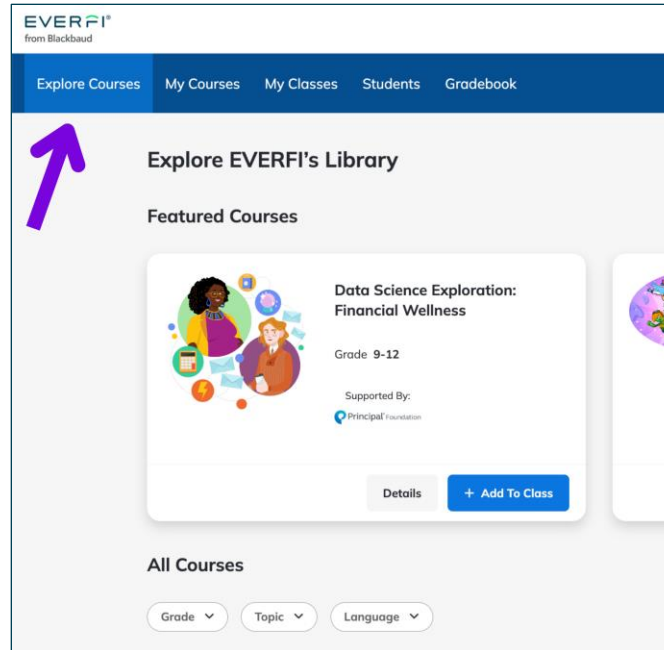 EVERFI®
from Blackbaud
Explore Courses My Courses My Classes Students Gradebook
Explore EVERFI's Library
Featured Courses
Data Science Exploration:
Financial Wellness
Grade 9-12
Supported By:
Principal® Foundation
Details + Add To Class
All Courses
Grade Topic Language